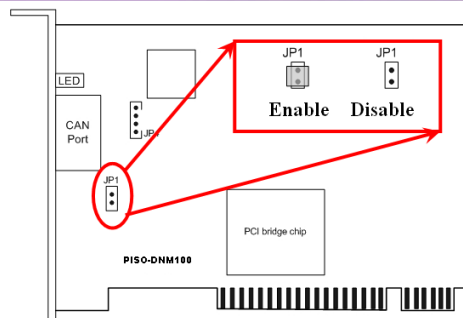 JP1 JP1
Enable Disable
LED
CAN
Port
JP1
PCI bridge chip
PISO-DNM100